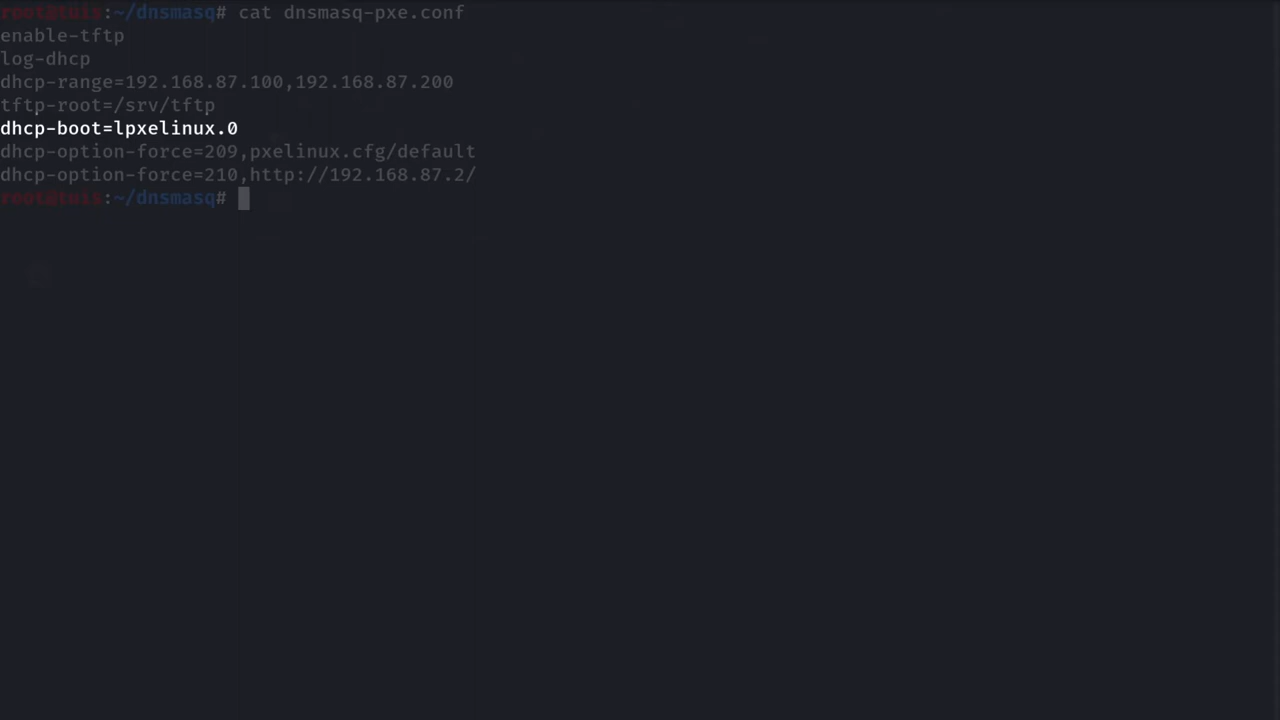 root@tuis:~/dnsmasq# cat dnsmasq-pxe.conf
enable-tftp
log-dhcp
dhcp-range=192.168.87.100,192.168.87.200
tftp-root=/srv/tftp
dhcp-boot=lpxelinux.0
dhcp-option-force=209,pxelinux.cfg/default
dhcp-option-force=210,http://192.168.87.2/
root@tuis:~/dnsmasq#